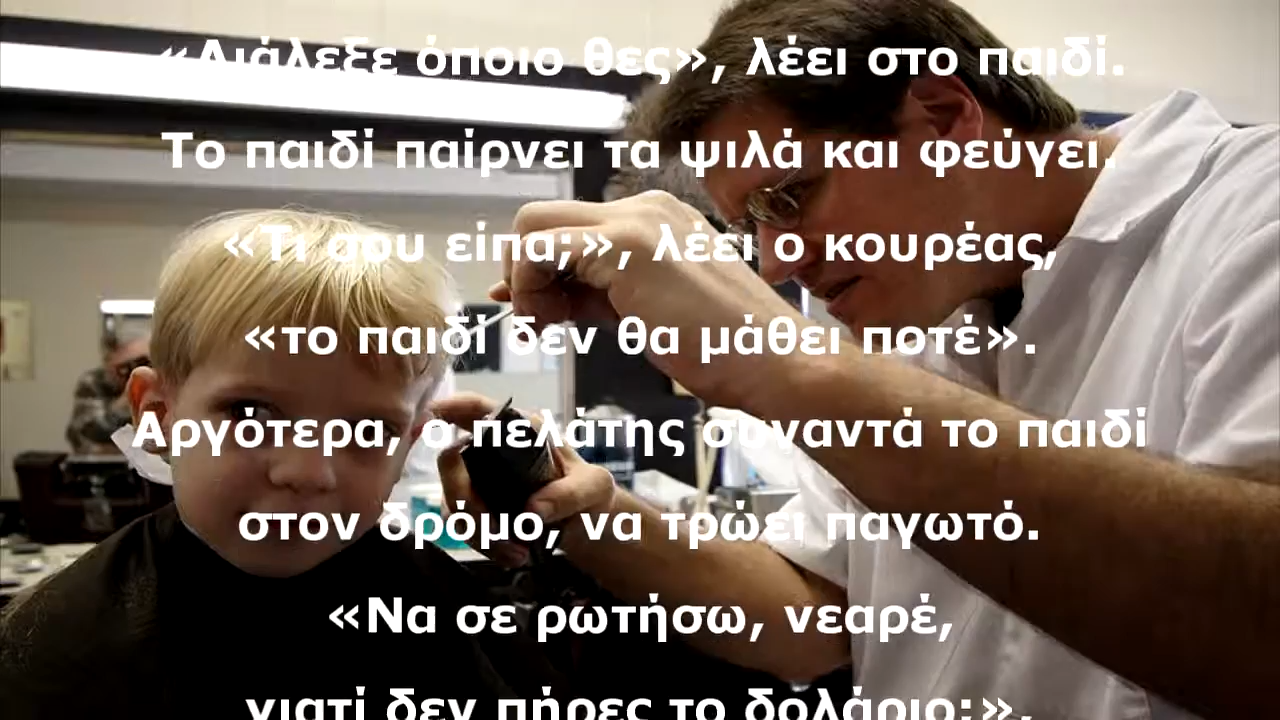 «Διάλεξε όποιο θες», λέει στο παιδί.
Το παιδί παίρνει τα ψιλά και φεύγει.
«Τι σου είπα;», λέει ο κουρέας,
«το παιδί δεν θα μάθει ποτέ».
Αργότερα, ο πελάτης συναντά το παιδί
στον δρόμο, να τρώει παγωτό.
«Να σε ρωτήσω, νεαρέ,
γιατί δεν πήρες το δολάριο;»,